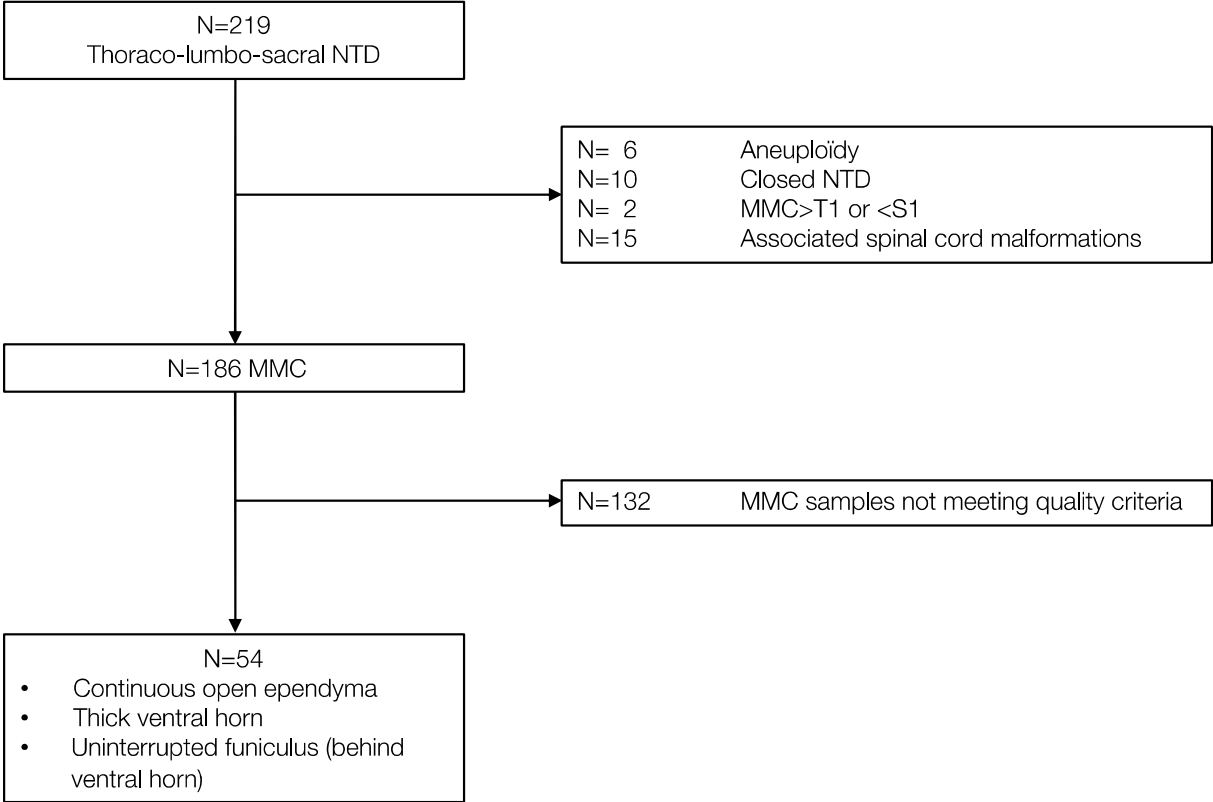 N=219
Thoraco-lumbo-sacral NTD
N= 6 Aneuploïdy
N=10 Closed NTD
N= 2 MMC>T1 or <S1
N=15 Associated spinal cord malformations
N=186 MMC
N=132 MMC samples not meeting quality criteria
N=54
• Continuous open ependyma
• Thick ventral horn
• Uninterrupted funiculus (behind
ventral horn)